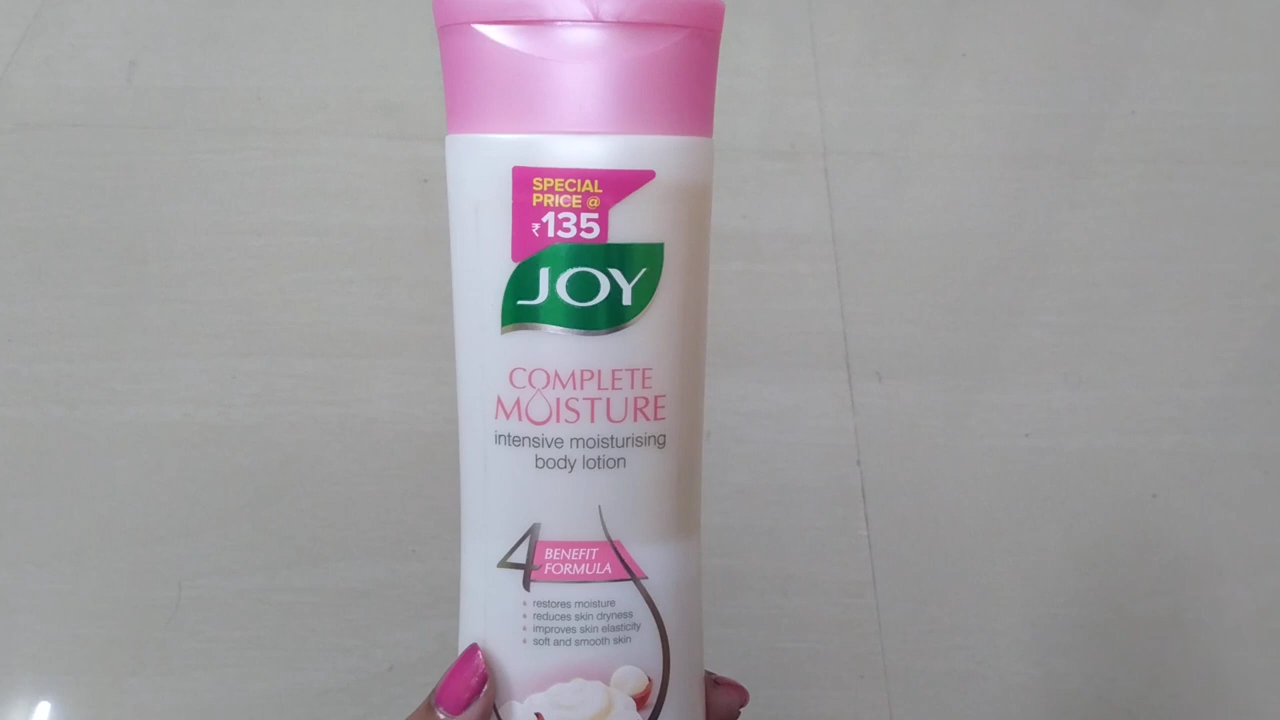 SPECIAL
PRICE @
₹135
JOY
COMPLETE
MOISTURE
intensive moisturising
body lotion
4 BENEFIT
FORMULA
restores moisture
reduces skin dryness
improves skin elasticity
soft and smooth skin